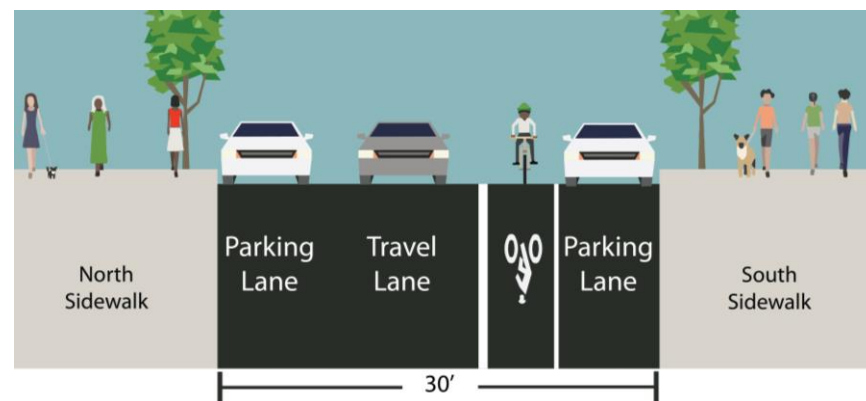 Parking
Lane
Travel
Lane
Parking
Lane
North
Sidewalk
South
Sidewalk
30’